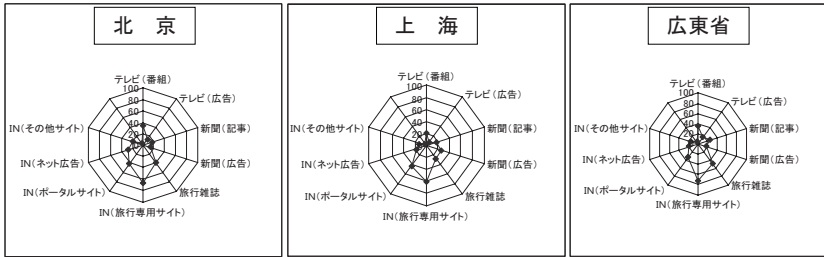 北 京
テレビ(番組)
100
80
60
40
20
0
テレビ(広告)
新聞(記事)
新聞(広告)
旅行雑誌
IN(旅行専用サイト)
IN(ポータルサイト)
IN(ネット広告)
IN(その他サイト)
上 海
テレビ(番組)
100
80
60
40
20
0
テレビ(広告)
新聞(記事)
新聞(広告)
旅行雑誌
IN(旅行専用サイト)
IN(ポータルサイト)
IN(ネット広告)
IN(その他サイト)
広東省
テレビ(番組)
100
80
60
40
20
0
テレビ(広告)
新聞(記事)
新聞(広告)
旅行雑誌
IN(旅行専用サイト)
IN(ポータルサイト)
IN(ネット広告)
IN(その他サイト)